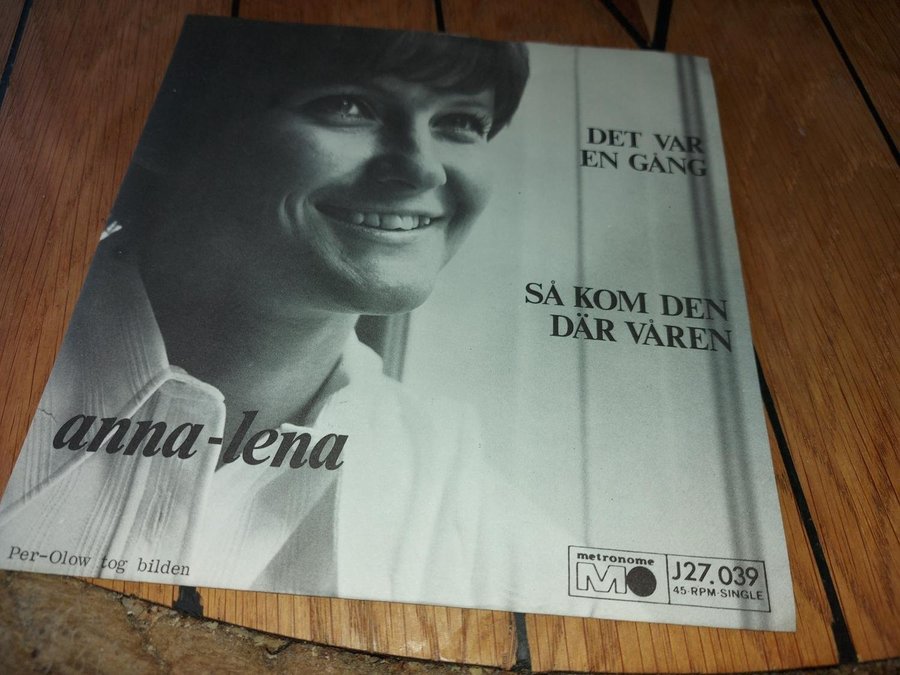 DET VAR
EN GÅNG
SÅ KOM DEN
DÄR VÅREN
anna-lena
Per-Olow tog bilden
metronome
M
J27.039
45-RPM-SINGLE